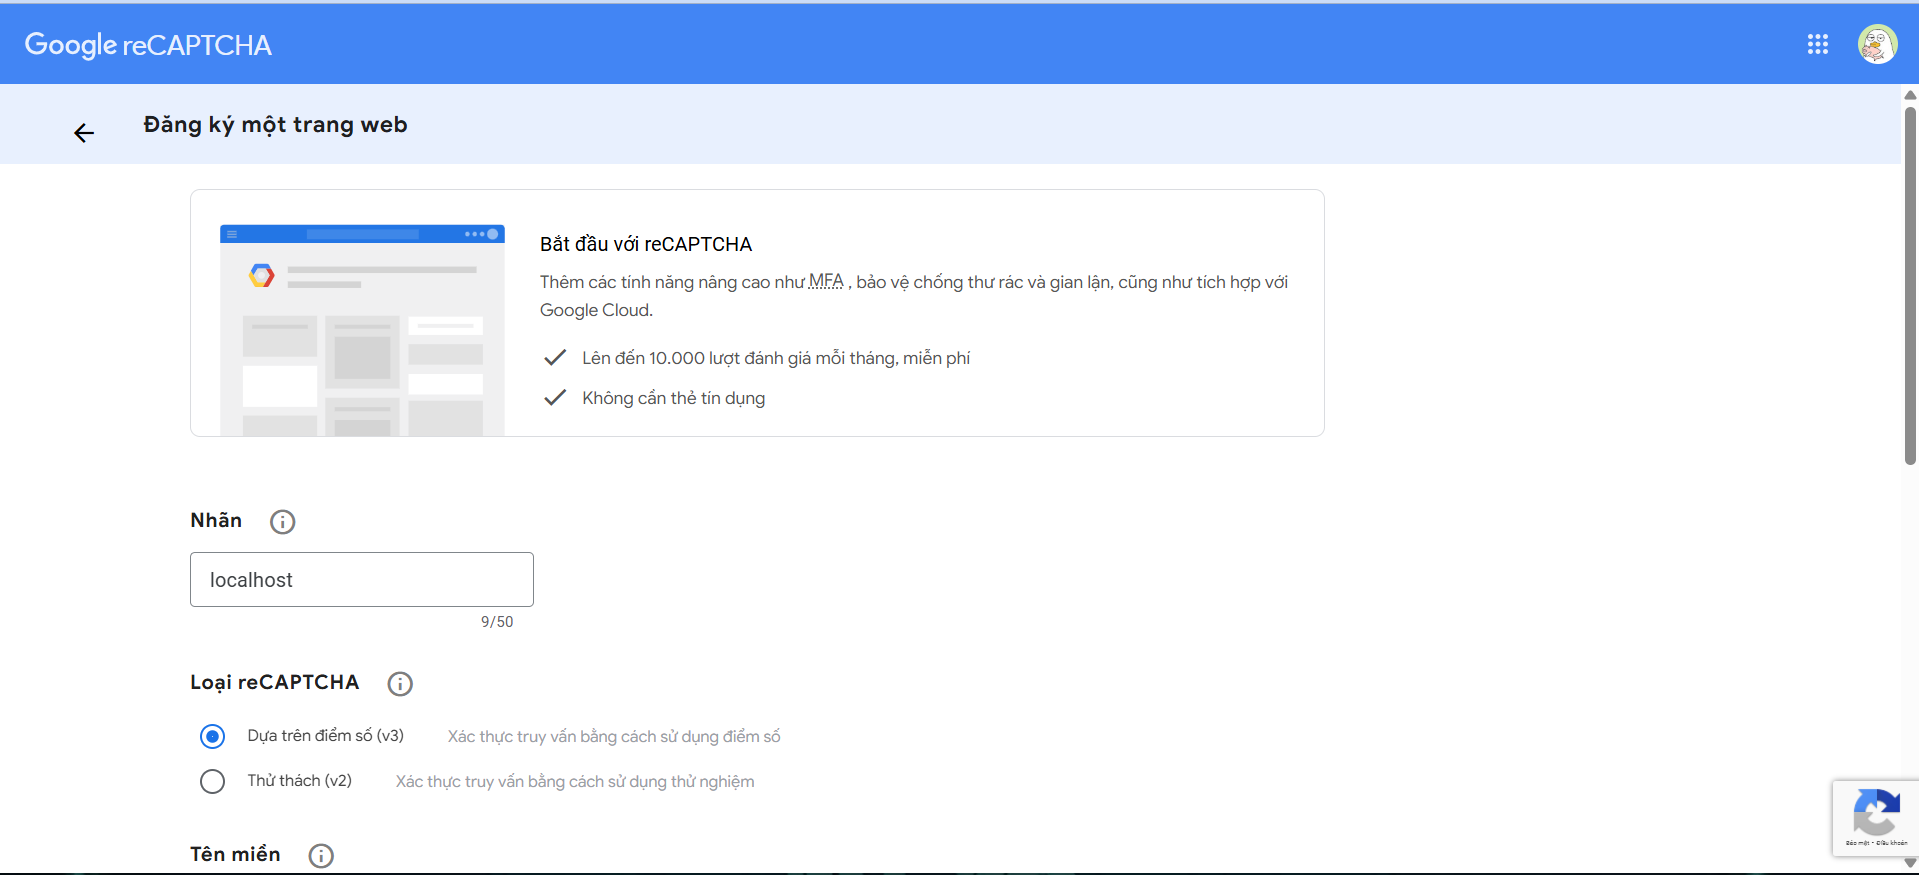 Google reCAPTCHA
Đăng ký một trang web
Bắt đầu với reCAPTCHA
Thêm các tính năng nâng cao như MFA , bảo vệ chống thư rác và gian lận, cũng như tích hợp với
Google Cloud.
Lên đến 10.000 lượt đánh giá mỗi tháng, miễn phí
Không cần thẻ tín dụng
Nhãn
localhost
9/50
Loại reCAPTCHA
Dựa trên điểm số (v3) Xác thực truy vấn bằng cách sử dụng điểm số
Thử thách (v2) Xác thực truy vấn bằng cách sử dụng thử nghiệm
Tên miền
Bảo mật • Điều khoản